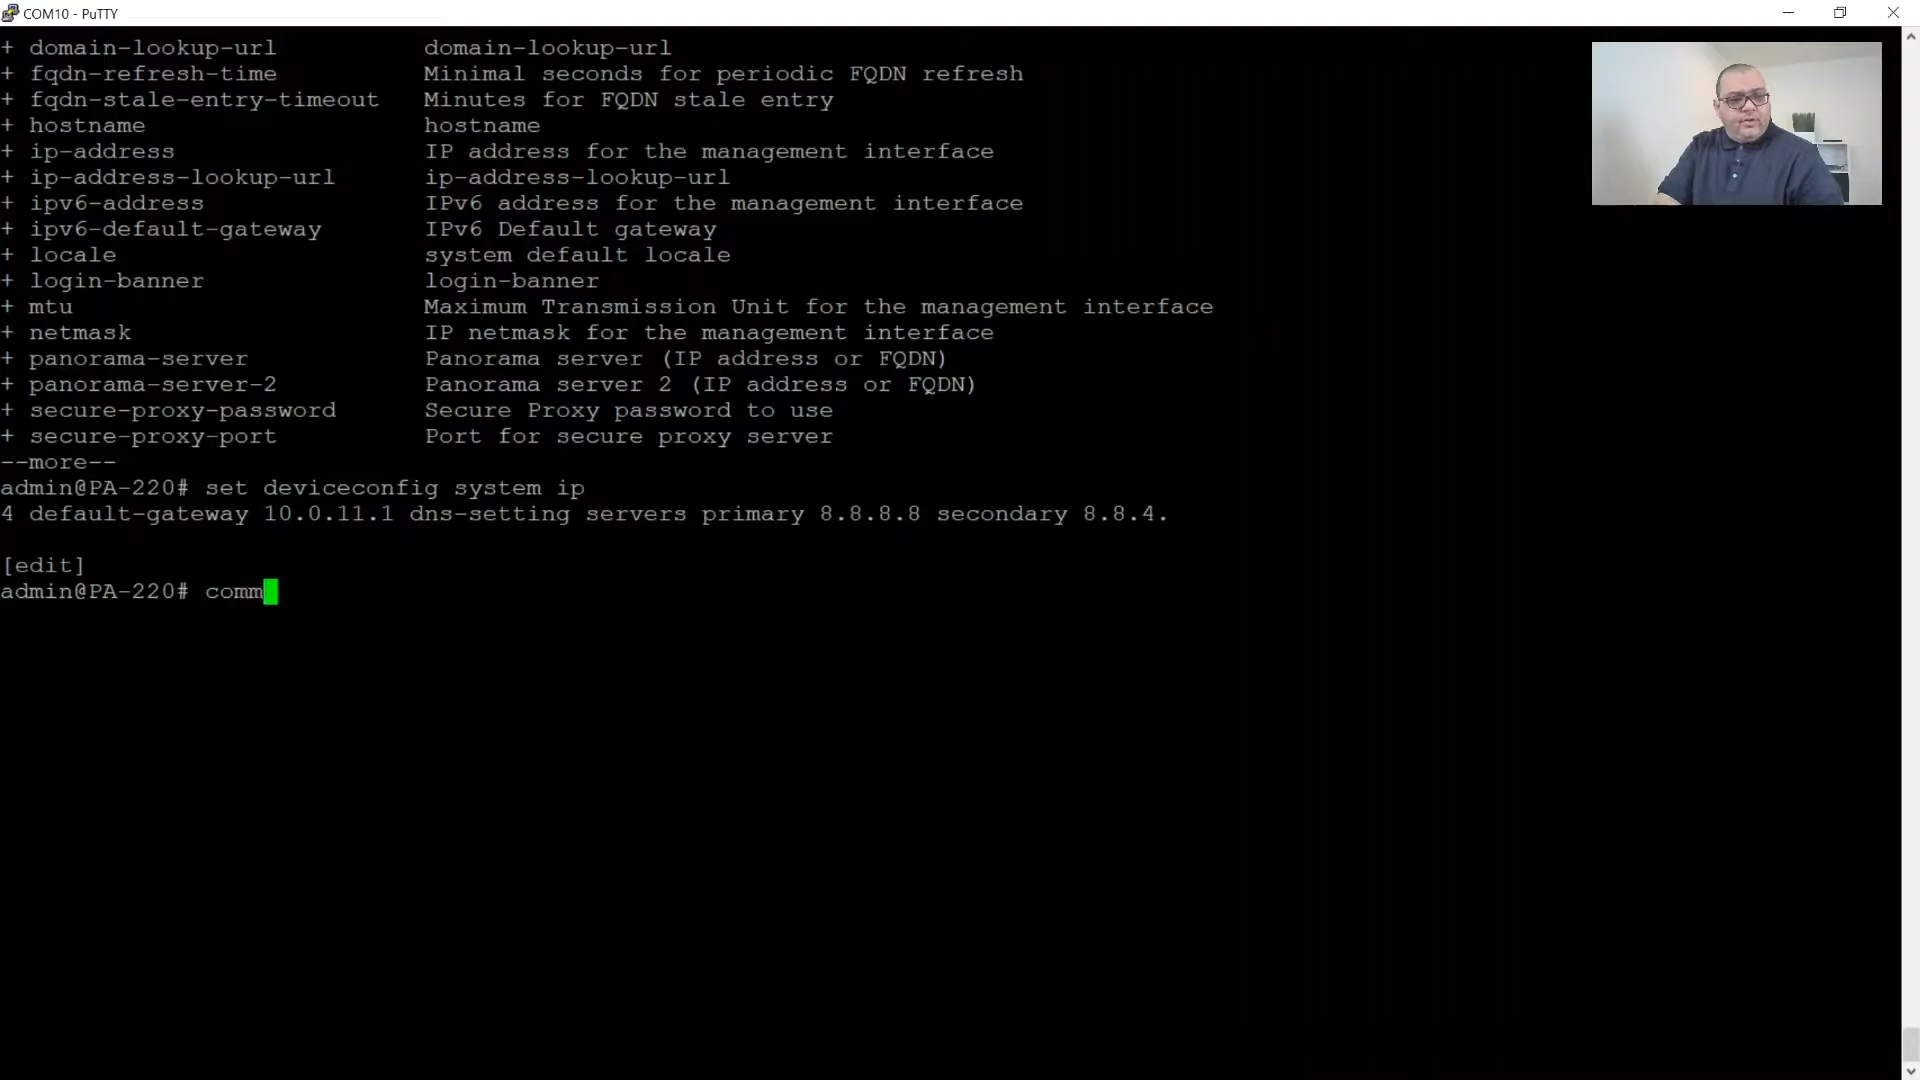 COM10 - PuTTY
+ domain-lookup-url domain-lookup-url
+ fqdn-refresh-time Minimal seconds for periodic FQDN refresh
+ fqdn-stale-entry-timeout Minutes for FQDN stale entry
+ hostname hostname
+ ip-address IP address for the management interface
+ ip-address-lookup-url ip-address-lookup-url
+ ipv6-address IPv6 address for the management interface
+ ipv6-default-gateway IPv6 Default gateway
+ locale system default locale
+ login-banner login-banner
+ mtu Maximum Transmission Unit for the management interface
+ netmask IP netmask for the management interface
+ panorama-server Panorama server (IP address or FQDN)
+ panorama-server-2 Panorama server 2 (IP address or FQDN)
+ secure-proxy-password Secure Proxy password to use
+ secure-proxy-port Port for secure proxy server
--more--
admin@PA-220# set deviceconfig system ip
4 default-gateway 10.0.11.1 dns-setting servers primary 8.8.8.8 secondary 8.8.4.
[edit]
admin@PA-220# comm